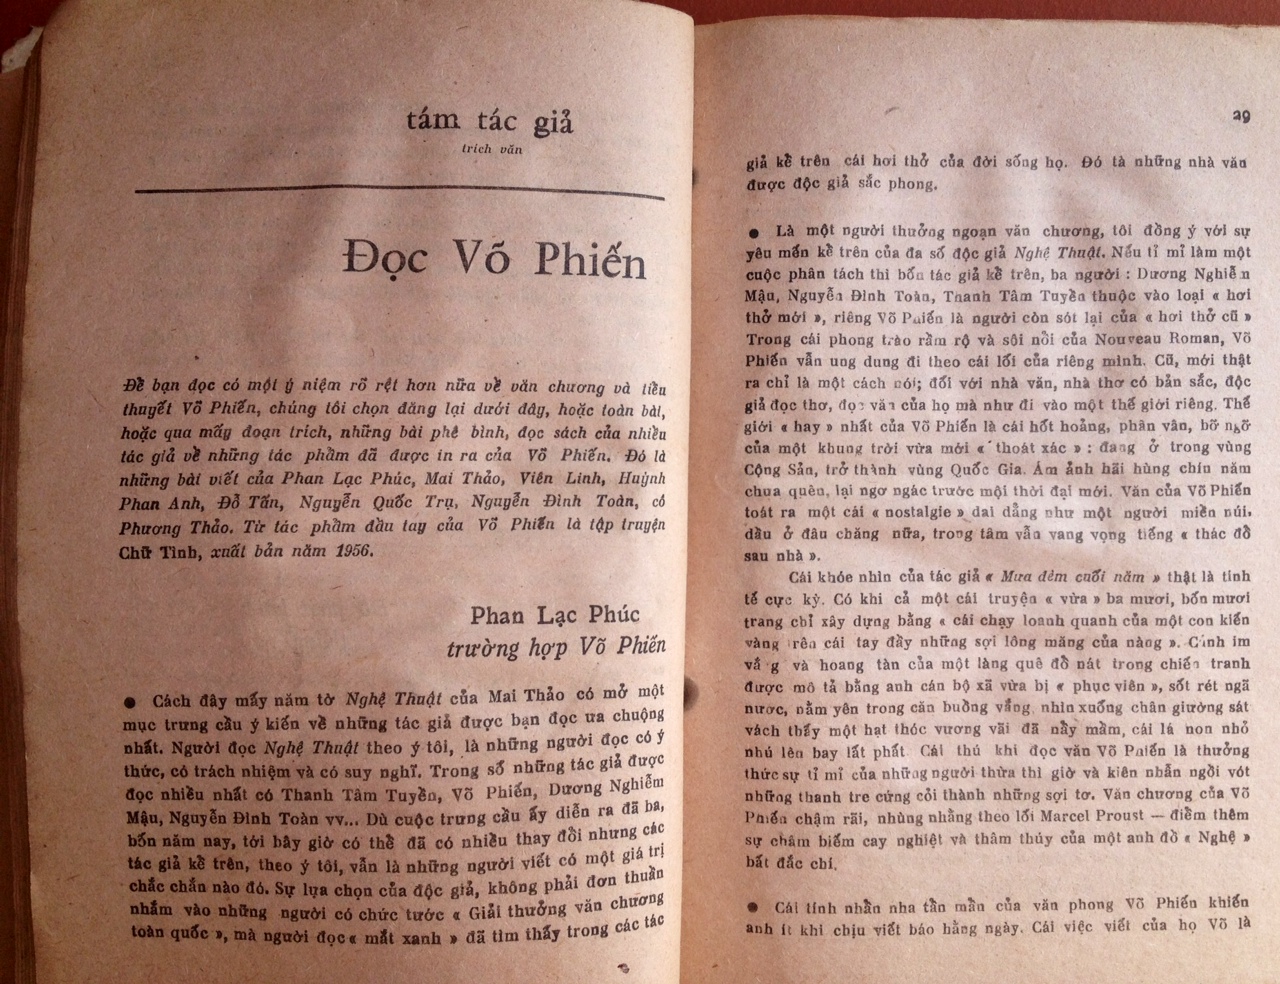 tám tác giả
trích văn
Đọc Võ Phiến
Để bạn đọc có một ý niệm rõ rệt hơn nữa về văn chương và tiểu
thuyết Võ Phiến, chúng tôi chọn đăng lại dưới đây, hoặc toàn bài,
hoặc qua mấy đoạn trích, những bài phê bình, đọc sách của nhiều
tác giả về những tác phẩm đã được in ra của Võ Phiến. Đó là
những bài viết của Phan Lạc Phúc, Mai Thảo, Viên Linh, Huỳnh
Phan Anh, Đỗ Tấn, Nguyễn Quốc Trụ, Nguyễn Đình Toàn, cô
Phương Thảo. Từ tác phẩm đầu tay của Võ Phiến là tập truyện
Chữ Tình, xuất bản năm 1956.
Phan Lạc Phúc
trường hợp Võ Phiến
● Cách đây mấy năm tờ Nghệ Thuật của Mai Thảo có mở một
mục trưng cầu ý kiến về những tác giả được bạn đọc ưa chuộng
nhất. Người đọc Nghệ Thuật theo ý tôi, là những người đọc có ý
thức, có trách nhiệm và có suy nghĩ. Trong số những tác giả được
đọc nhiều nhất có Thanh Tâm Tuyền, Võ Phiến, Dương Nghiễm
Mậu, Nguyễn Đình Toàn vv... Dù cuộc trưng cầu ấy diễn ra đã ba,
bốn năm nay, tới bây giờ có thể đã có nhiều thay đổi nhưng các
tác giả kể trên, theo ý tôi, vẫn là những người viết có một giá trị
chắc chắn nào đó. Sự lựa chọn của độc giả, không phải đơn thuần
nhắm vào những người có chức tước « Giải thưởng văn chương
toàn quốc », mà người đọc « mắt xanh » đã tìm thấy trong các tác
29
giả kể trên cái hơi thở của đời sống họ. Đó tà những nhà văn
được độc giả sắc phong.
● Là một người thưởng ngoạn văn chương, tôi đồng ý với sự
yêu mến kể trên của đa số độc giả Nghệ Thuật. Nếu tỉ mỉ làm một
cuộc phân tách thì bốn tác giả kể trên, ba người : Dương Nghiễm
Mậu, Nguyễn Đình Toàn, Thanh Tâm Tuyền thuộc vào loại « hơi
thở mới », riêng Võ Phiến là người còn sót lại của « hơi thở cũ »
Trong cái phong trào rầm rộ và sôi nổi của Nouveau Roman, Võ
Phiến vẫn ung dung đi theo cái lối của riêng mình. Cũ, mới thật
ra chỉ là một cách nói; đối với nhà văn, nhà thơ có bản sắc, độc
giả đọc thơ, đọc văn của họ mà như đi vào một thế giới riêng. Thế
giới « hay » nhất của Võ Phiến là cái hốt hoảng, phân vân, bỡ ngỡ
của một khung trời vừa mới « thoát xác » : đang ở trong vùng
Cộng Sản, trở thành vùng Quốc Gia. Ám ảnh hãi hùng chín năm
chưa quên, lại ngơ ngác trước một thời đại mới. Văn của Võ Phiến
toát ra một cái « nostalgie » dai dẳng như một người miền núi,
dầu ở đâu chăng nữa, trong tâm vẫn vang vọng tiếng « thác đổ
sau nhà ».
Cái khóe nhìn của tác giả « Mưa đêm cuối năm » thật là tinh
tế cực kỳ. Có khi cả một cái truyện « vừa » ba mươi, bốn mươi
trang chỉ xây dựng bằng « cái chạy loanh quanh của một con kiến
vàng trên cái tay đầy những sợi lông măng của nàng ». Cảnh im
vắng và hoang tàn của một làng quê đổ nát trong chiến tranh
được mô tả bằng anh cán bộ xã vừa bị « phục viên », sốt rét ngã
nước, nằm yên trong căn buồng vắng, nhìn xuống chân giường sát
vách thấy một hạt thóc vương vãi đã nẩy mầm, cái lá non nhỏ
nhú lên bay lất phất. Cái thú khi đọc văn Võ Phiến là thưởng
thức sự tỉ mỉ của những người thừa thì giờ và kiên nhẫn ngồi vót
những thanh tre cứng cỏi thành những sợi tơ. Văn chương của Võ
Phiến chậm rãi, nhùng nhằng theo lối Marcel Proust — điểm thêm
sự châm biếm cay nghiệt và thâm thúy của một anh đồ « Nghệ »
bất đắc chí.
● Cái tính nhẩn nha tần mần của văn phong Võ Phiến khiến
anh ít khi chịu viết báo hằng ngày. Cái việc viết của họ Võ là